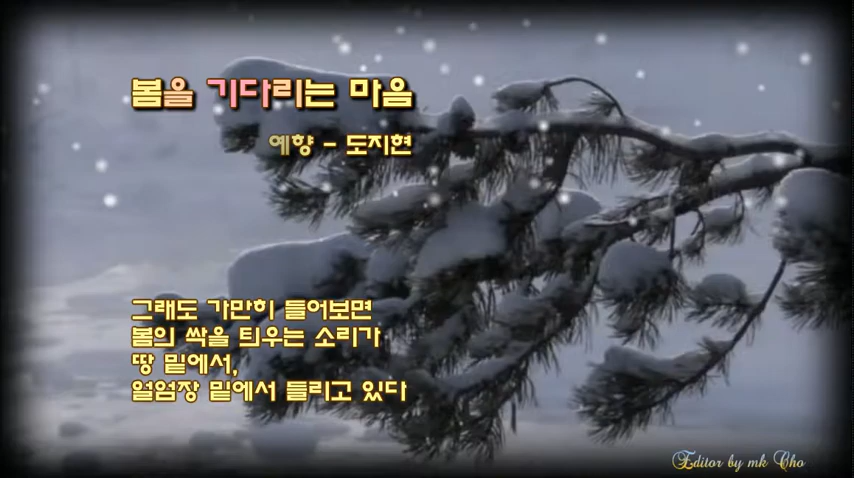 봄을 기다리는 마음
예향 - 도지현
그래도 가만히 들어보면
봄의 싹을 틔우는 소리가
땅 밑에서,
얼음장 밑에서 들리고 있다
Editor by mk Cho